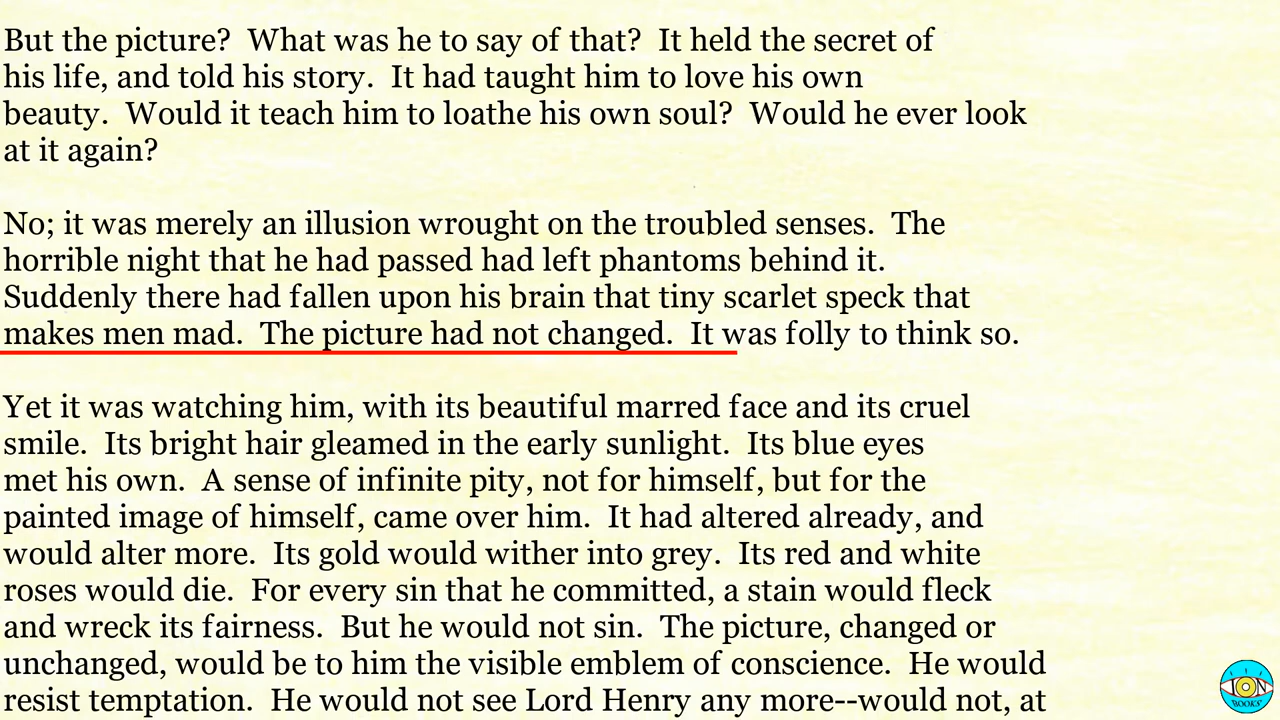 But the picture?  What was he to say of that?  It held the secret of
his life, and told his story.  It had taught him to love his own
beauty.  Would it teach him to loathe his own soul?  Would he ever look
at it again?
No; it was merely an illusion wrought on the troubled senses.  The
horrible night that he had passed had left phantoms behind it.
Suddenly there had fallen upon his brain that tiny scarlet speck that
makes men mad.  The picture had not changed.  It was folly to think so.
Yet it was watching him, with its beautiful marred face and its cruel
smile.  Its bright hair gleamed in the early sunlight.  Its blue eyes
met his own.  A sense of infinite pity, not for himself, but for the
painted image of himself, came over him.  It had altered already, and
would alter more.  Its gold would wither into grey.  Its red and white
roses would die.  For every sin that he committed, a stain would fleck
and wreck its fairness.  But he would not sin.  The picture, changed or
unchanged, would be to him the visible emblem of conscience.  He would
resist temptation.  He would not see Lord Henry any more--would not, at
ION
BOOKS